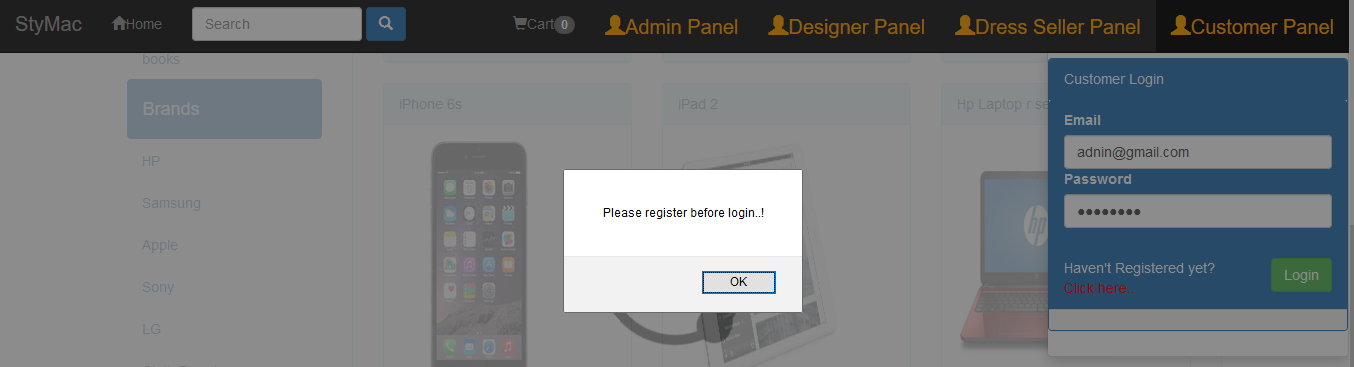 StyMac Home Search Cart 0 Admin Panel Designer Panel Dress Seller Panel Customer Panel
books
Brands
HP
Samsung
Apple
Sony
LG
iPhone 6s
iPad 2
Hp Laptop r se
hp
Please register before login..!
OK
Customer Login
Email
adnin@gmail.com
Password
••••••••
Haven't Registered yet?
Click here..
Login